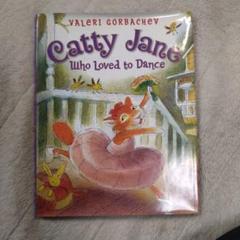 VALERI GORBACHEV
Catty Jane
Who Loved to Dance